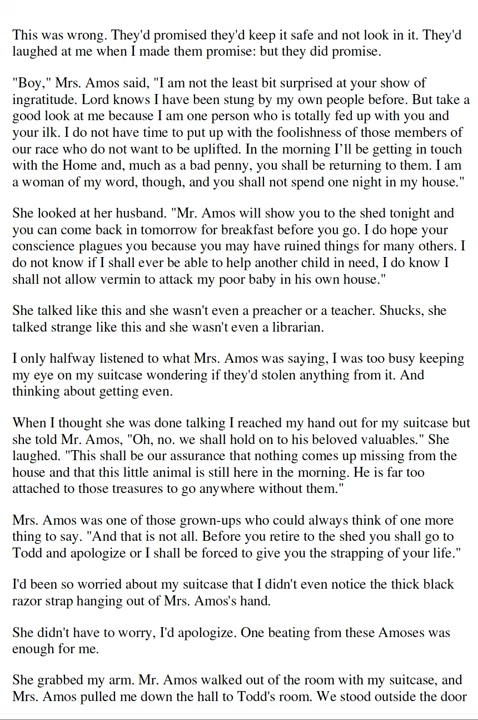 This was wrong. They'd promised they'd keep it safe and not look in it. They'd
laughed at me when I made them promise: but they did promise.
"Boy," Mrs. Amos said, "I am not the least bit surprised at your show of
ingratitude. Lord knows I have been stung by my own people before. But take a
good look at me because I am one person who is totally fed up with you and
your ilk. I do not have time to put up with the foolishness of those members of
our race who do not want to be uplifted. In the morning I’ll be getting in touch
with the Home and, much as a bad penny, you shall be returning to them. I am
a woman of my word, though, and you shall not spend one night in my house."
She looked at her husband. "Mr. Amos will show you to the shed tonight and
you can come back in tomorrow for breakfast before you go. I do hope your
conscience plagues you because you may have ruined things for many others. I
do not know if I shall ever be able to help another child in need, I do know I
shall not allow vermin to attack my poor baby in his own house."
She talked like this and she wasn't even a preacher or a teacher. Shucks, she
talked strange like this and she wasn't even a librarian.
I only halfway listened to what Mrs. Amos was saying, I was too busy keeping
my eye on my suitcase wondering if they'd stolen anything from it. And
thinking about getting even.
When I thought she was done talking I reached my hand out for my suitcase but
she told Mr. Amos, "Oh, no. we shall hold on to his beloved valuables." She
laughed. "This shall be our assurance that nothing comes up missing from the
house and that this little animal is still here in the morning. He is far too
attached to those treasures to go anywhere without them."
Mrs. Amos was one of those grown-ups who could always think of one more
thing to say. "And that is not all. Before you retire to the shed you shall go to
Todd and apologize or I shall be forced to give you the strapping of your life."
I'd been so worried about my suitcase that I didn't even notice the thick black
razor strap hanging out of Mrs. Amos's hand.
She didn't have to worry, I'd apologize. One beating from these Amoses was
enough for me.
She grabbed my arm. Mr. Amos walked out of the room with my suitcase, and
Mrs. Amos pulled me down the hall to Todd's room. We stood outside the door